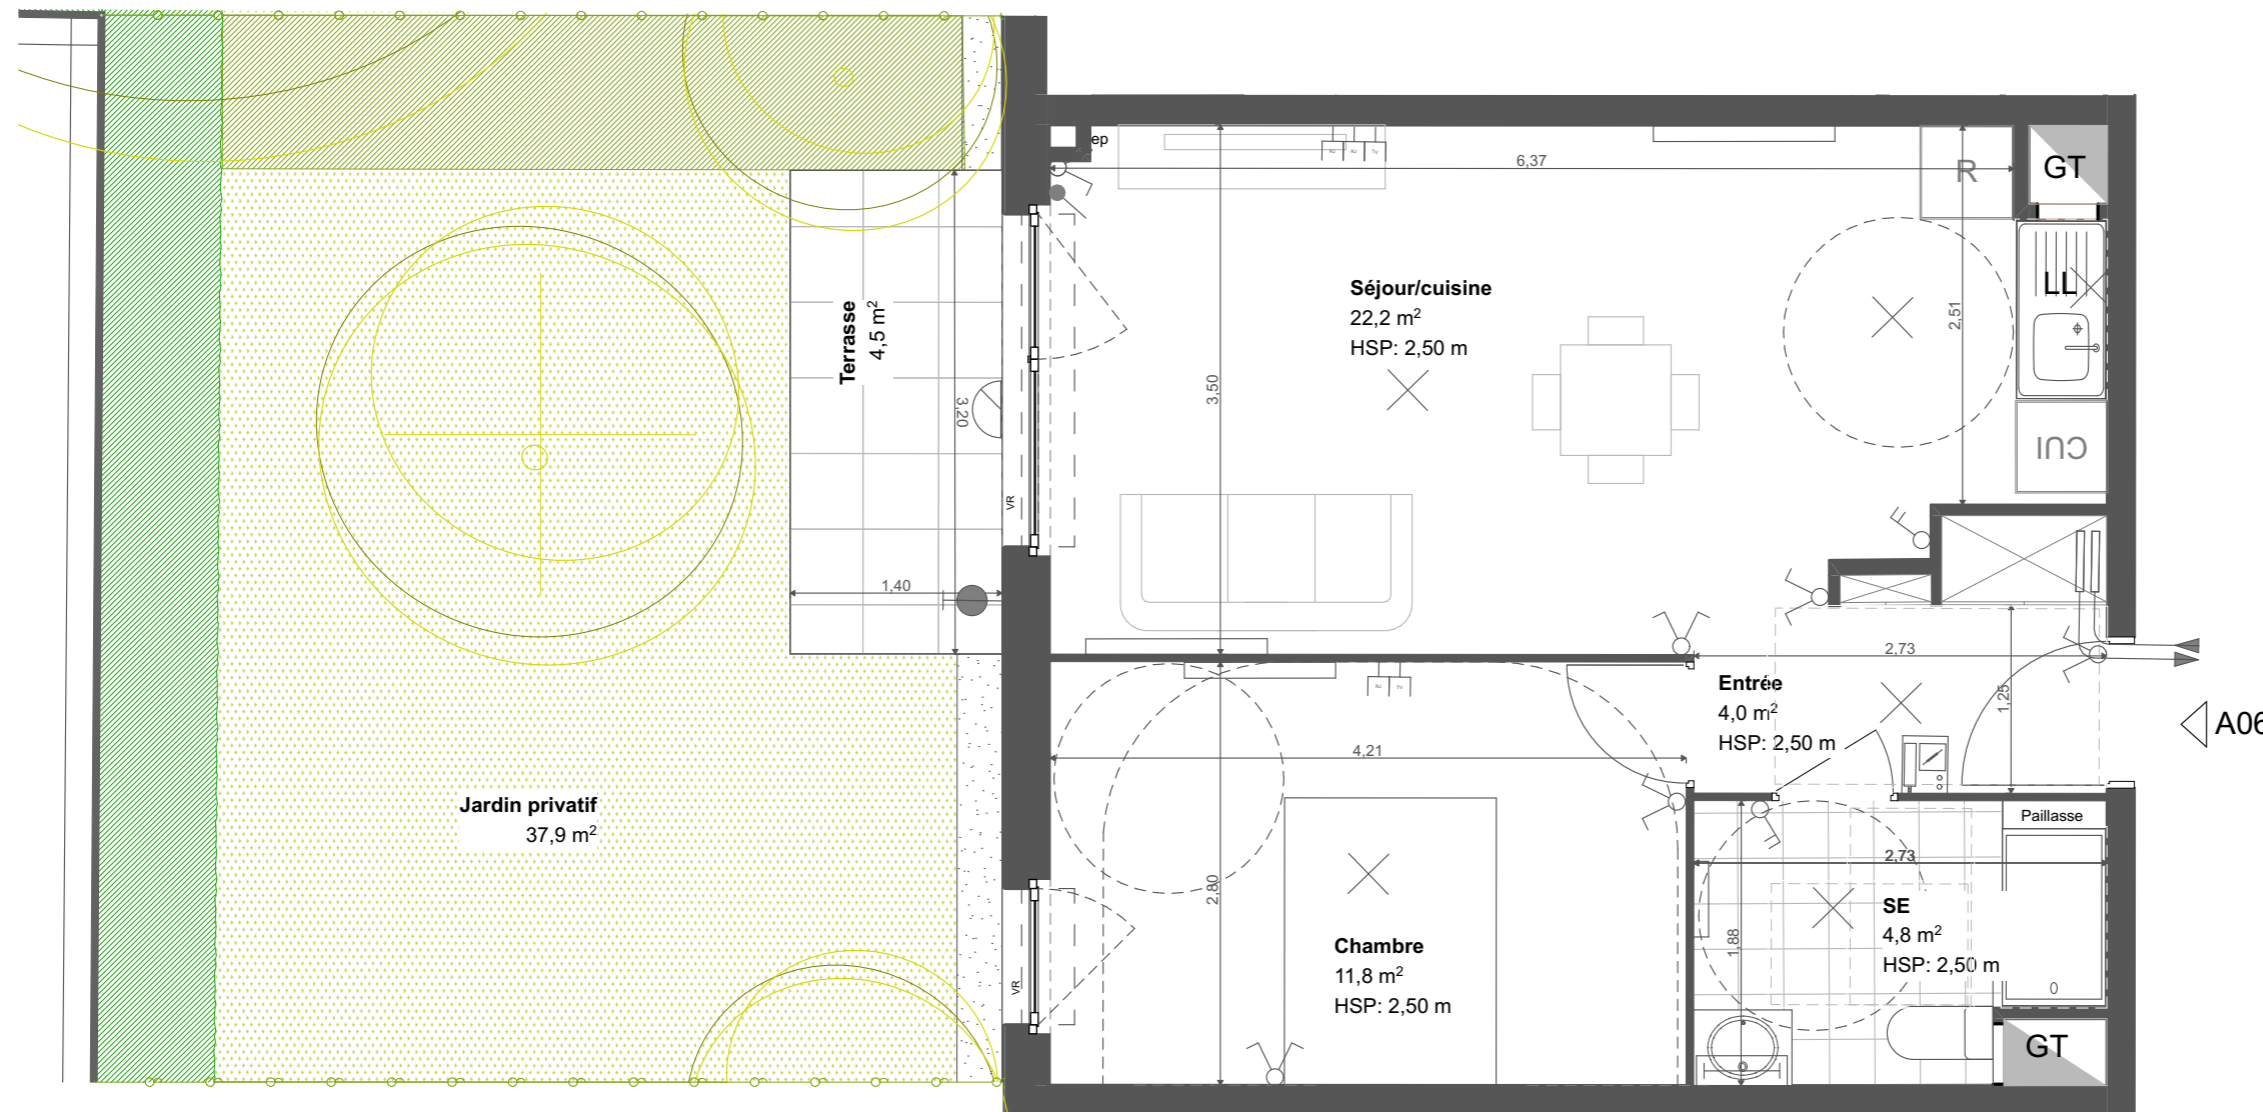 ep
6,37
R
GT
Séjour/cuisine
22,2 m²
HSP: 2,50 m
LL
2,51
Terrasse
4,5 m²
3,20
3,50
CUI
VR
1,40
2,73
Entrée
4,0 m²
HSP: 2,50 m
1,25
A06
4,21
Jardin privatif
37,9 m²
Paillasse
2,73
2,80
SE
4,8 m²
HSP: 2,50 m
1,88
Chambre
11,8 m²
HSP: 2,50 m
VR
0
GT